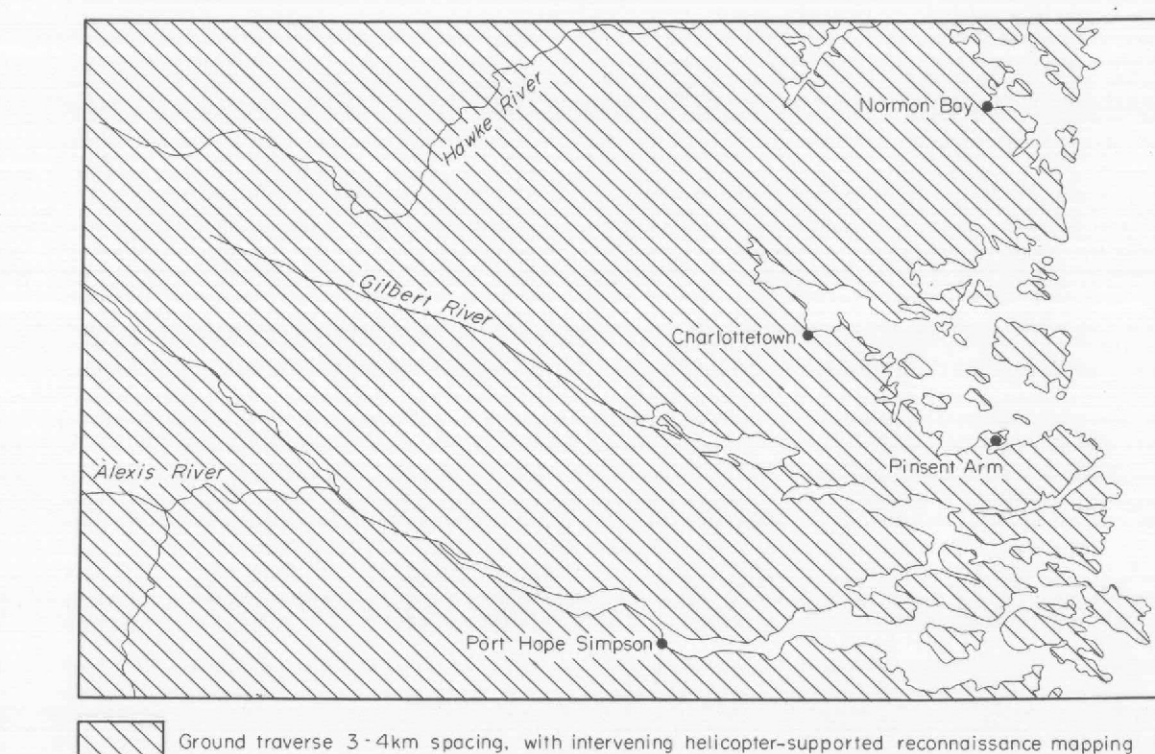 Normon Bay
Hawke River
Gilbert River
Charlottetown
Alexis River
Pinsent Arm
Port Hope Simpson
Ground traverse 3-4km spacing, with intervening helicopter-supported reconnaissance mapping